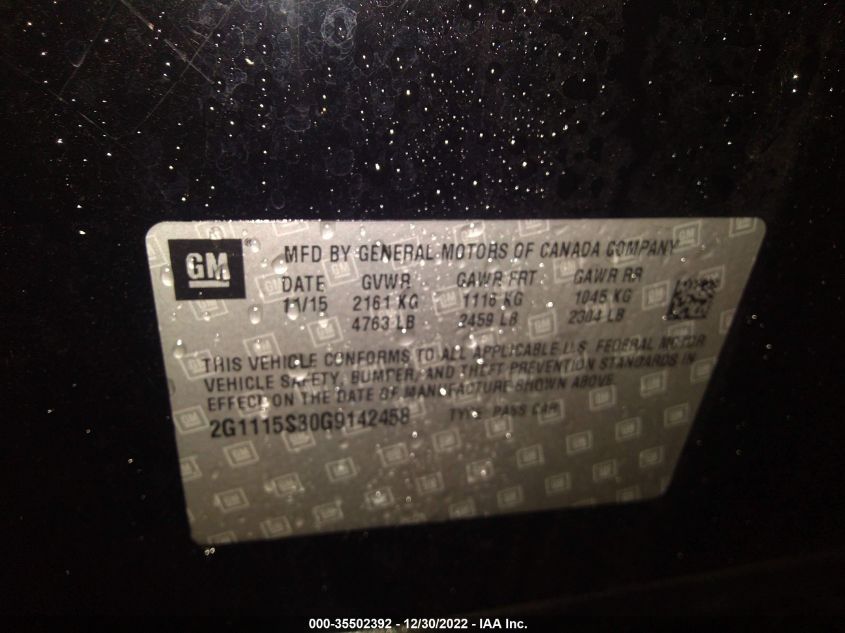 GM®
MFD BY GENERAL MOTORS OF CANADA COMPANY
DATE GVWR GAWR FRT GAWR RR
11/15 2161 KG 1116 KG 1045 KG
4763 LB 2459 LB 2304 LB
THIS VEHICLE CONFORMS TO ALL APPLICABLE U.S. FEDERAL MOTOR
VEHICLE SAFETY, BUMPER, AND THEFT PREVENTION STANDARDS IN
EFFECT ON THE DATE OF MANUFACTURE SHOWN ABOVE.
2G1115S30G9142458 TYPE: PASS CAR
000-35502392 - 12/30/2022 - IAA Inc.